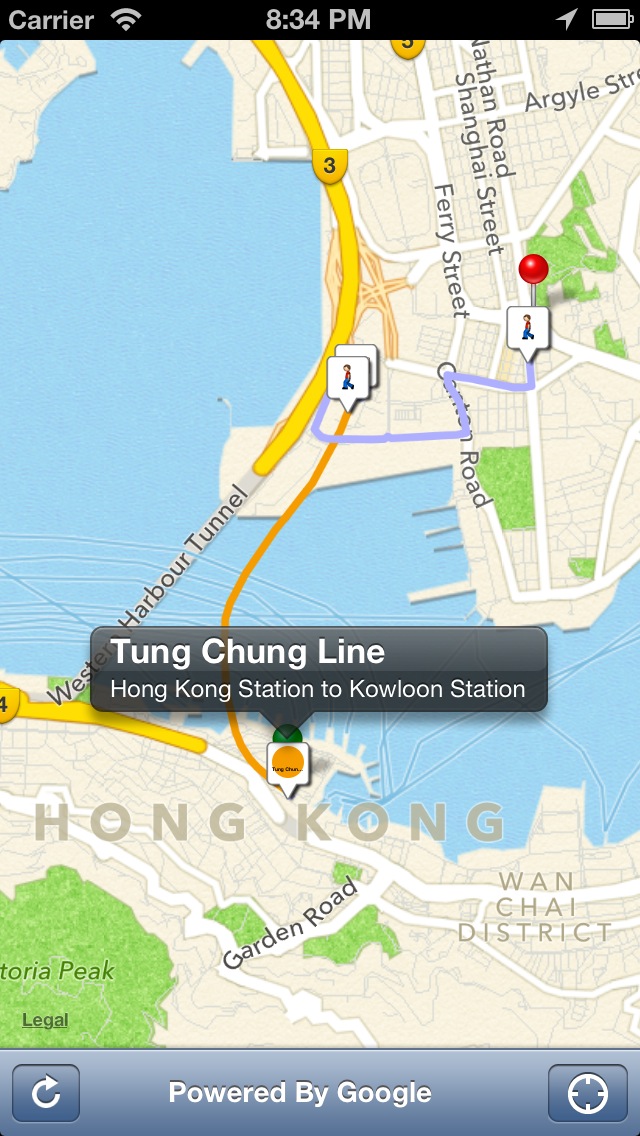 Carrier 8:34 PM
5
Nathan Road
Shanghai Street
Argyle Stre
3
Ferry Street
Canton Road
Western Harbour Tunnel
Tung Chung Line
Hong Kong Station to Kowloon Station
4
Tung Chun...
HONG KONG
WAN
CHAI
DISTRICT
Garden Road
toria Peak
Legal
Powered By Google